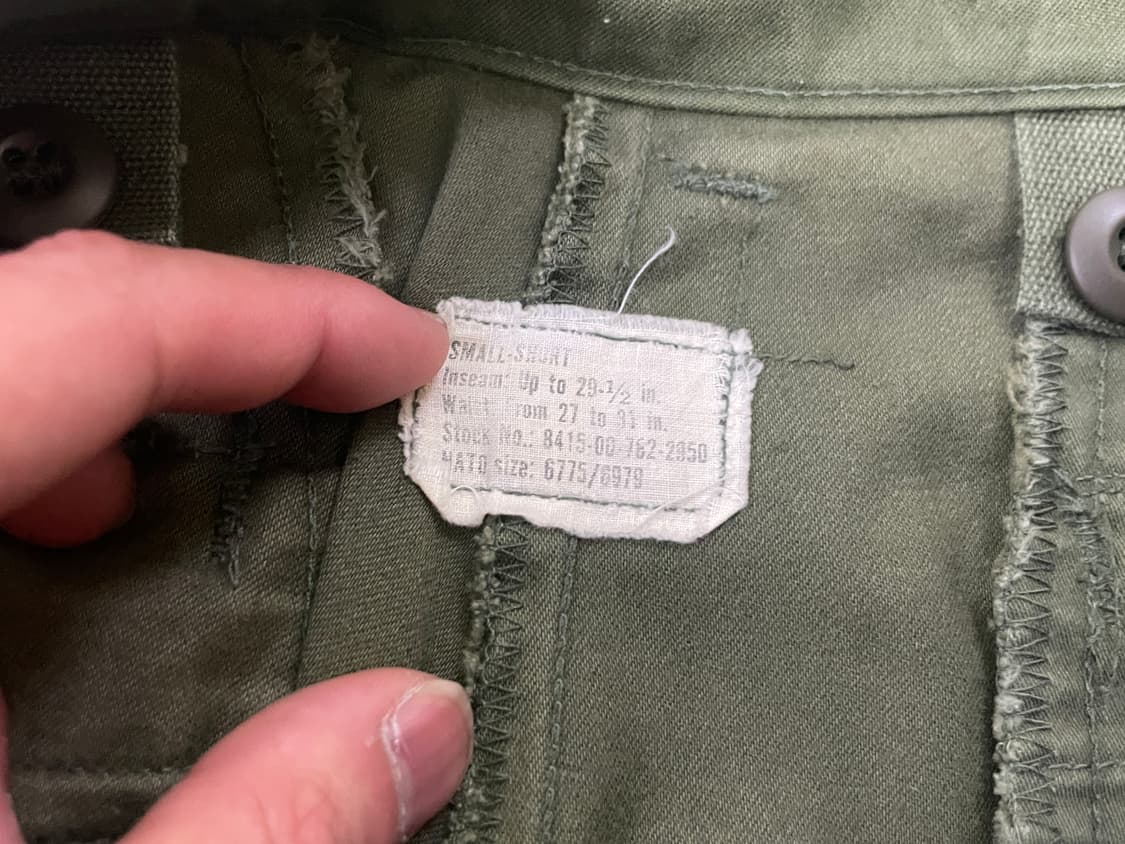 SMALL-SHORT
Inseam: Up to 29-½ in.
Waist From 27 to 31 in.
Stock No.: 8415-00-782-2950
NATO size: 6775/6979